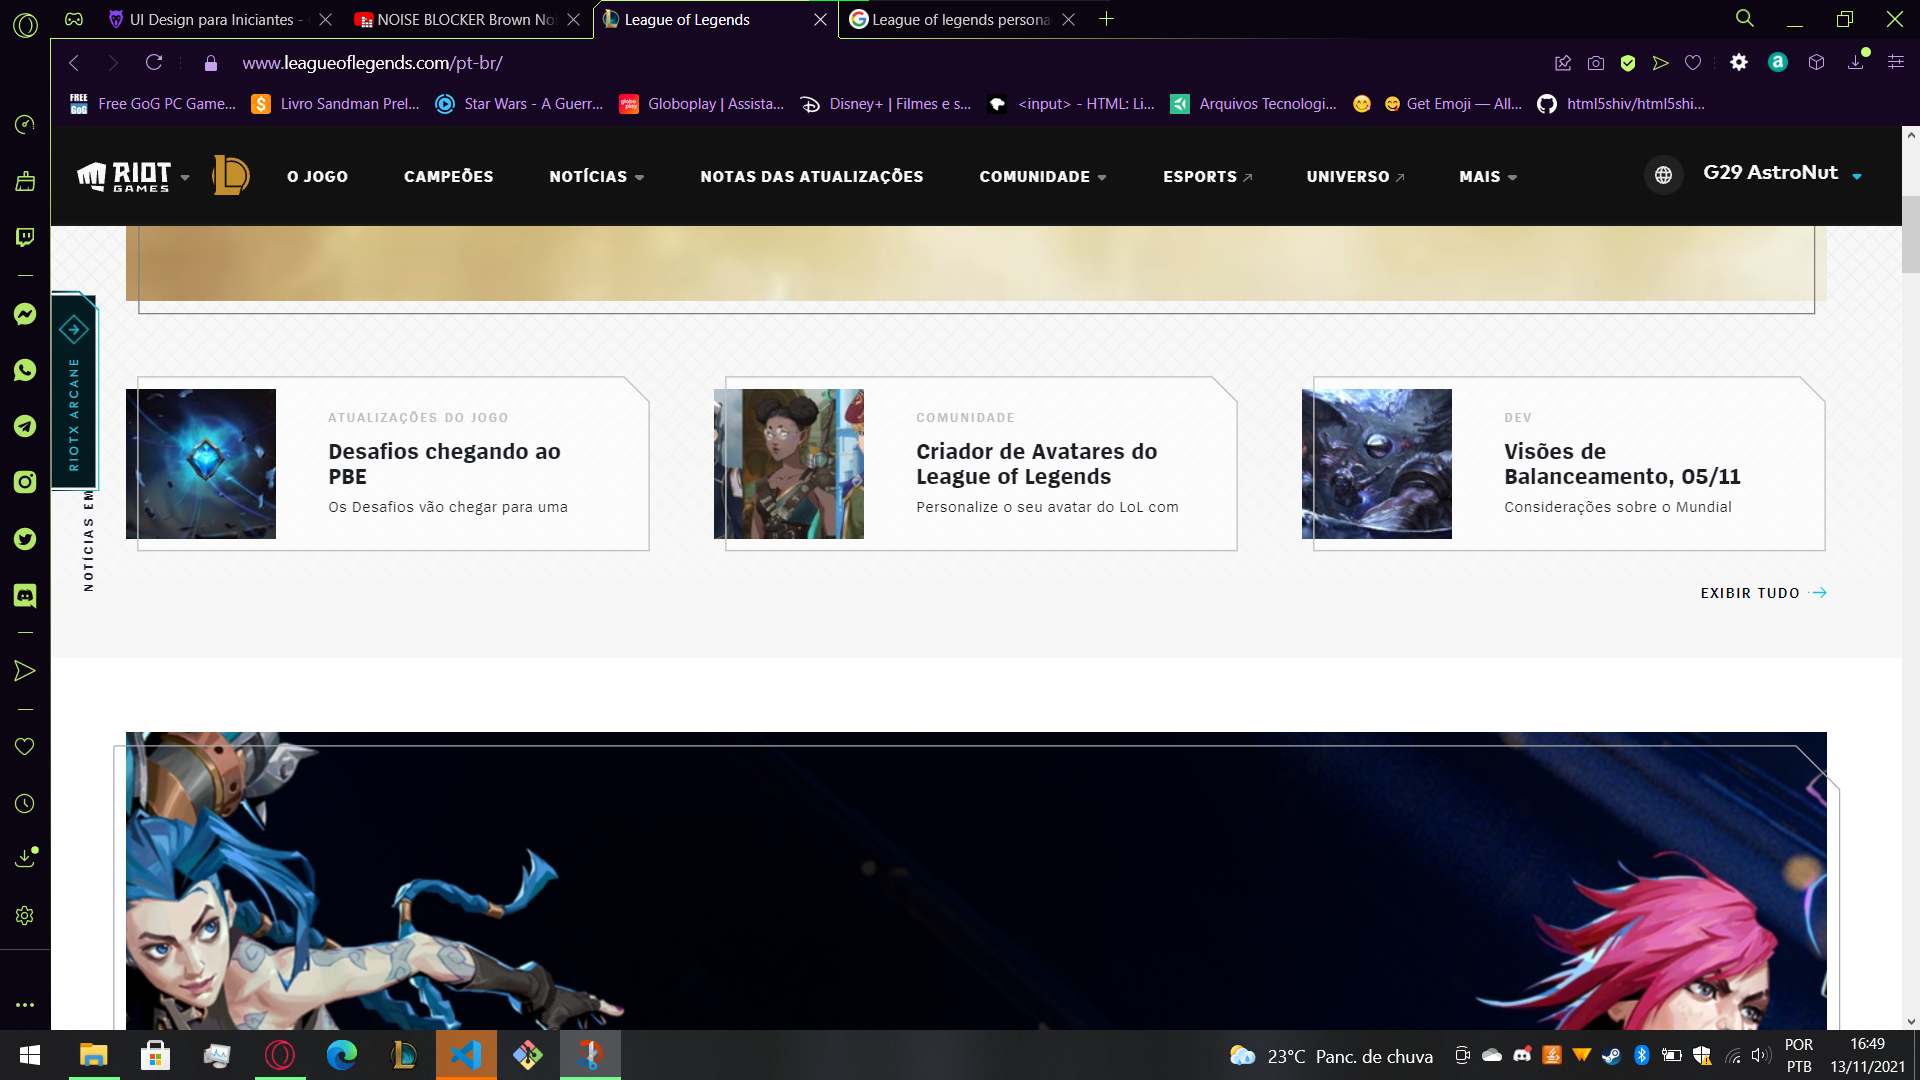 UI Design para Iniciantes -
NOISE BLOCKER Brown No
League of Legends
League of legends persona
www.leagueoflegends.com/pt-br/
Free GoG PC Game...
Livro Sandman Prel...
Star Wars - A Guerr...
Globoplay | Assista...
Disney+ | Filmes e s...
<input> - HTML: Li...
Arquivos Tecnologi...
Get Emoji — All...
html5shiv/html5shi...
RIOT GAMES
O JOGO
CAMPEÕES
NOTÍCIAS
NOTAS DAS ATUALIZAÇÕES
COMUNIDADE
ESPORTS
UNIVERSO
MAIS
G29 AstroNut
RIOTX ARCANE
NOTÍCIAS EM
ATUALIZAÇÕES DO JOGO
Desafios chegando ao
PBE
Os Desafios vão chegar para uma
COMUNIDADE
Criador de Avatares do
League of Legends
Personalize o seu avatar do LoL com
DEV
Visões de
Balanceamento, 05/11
Considerações sobre o Mundial
EXIBIR TUDO
23°C Panc. de chuva
POR
PTB
16:49
13/11/2021